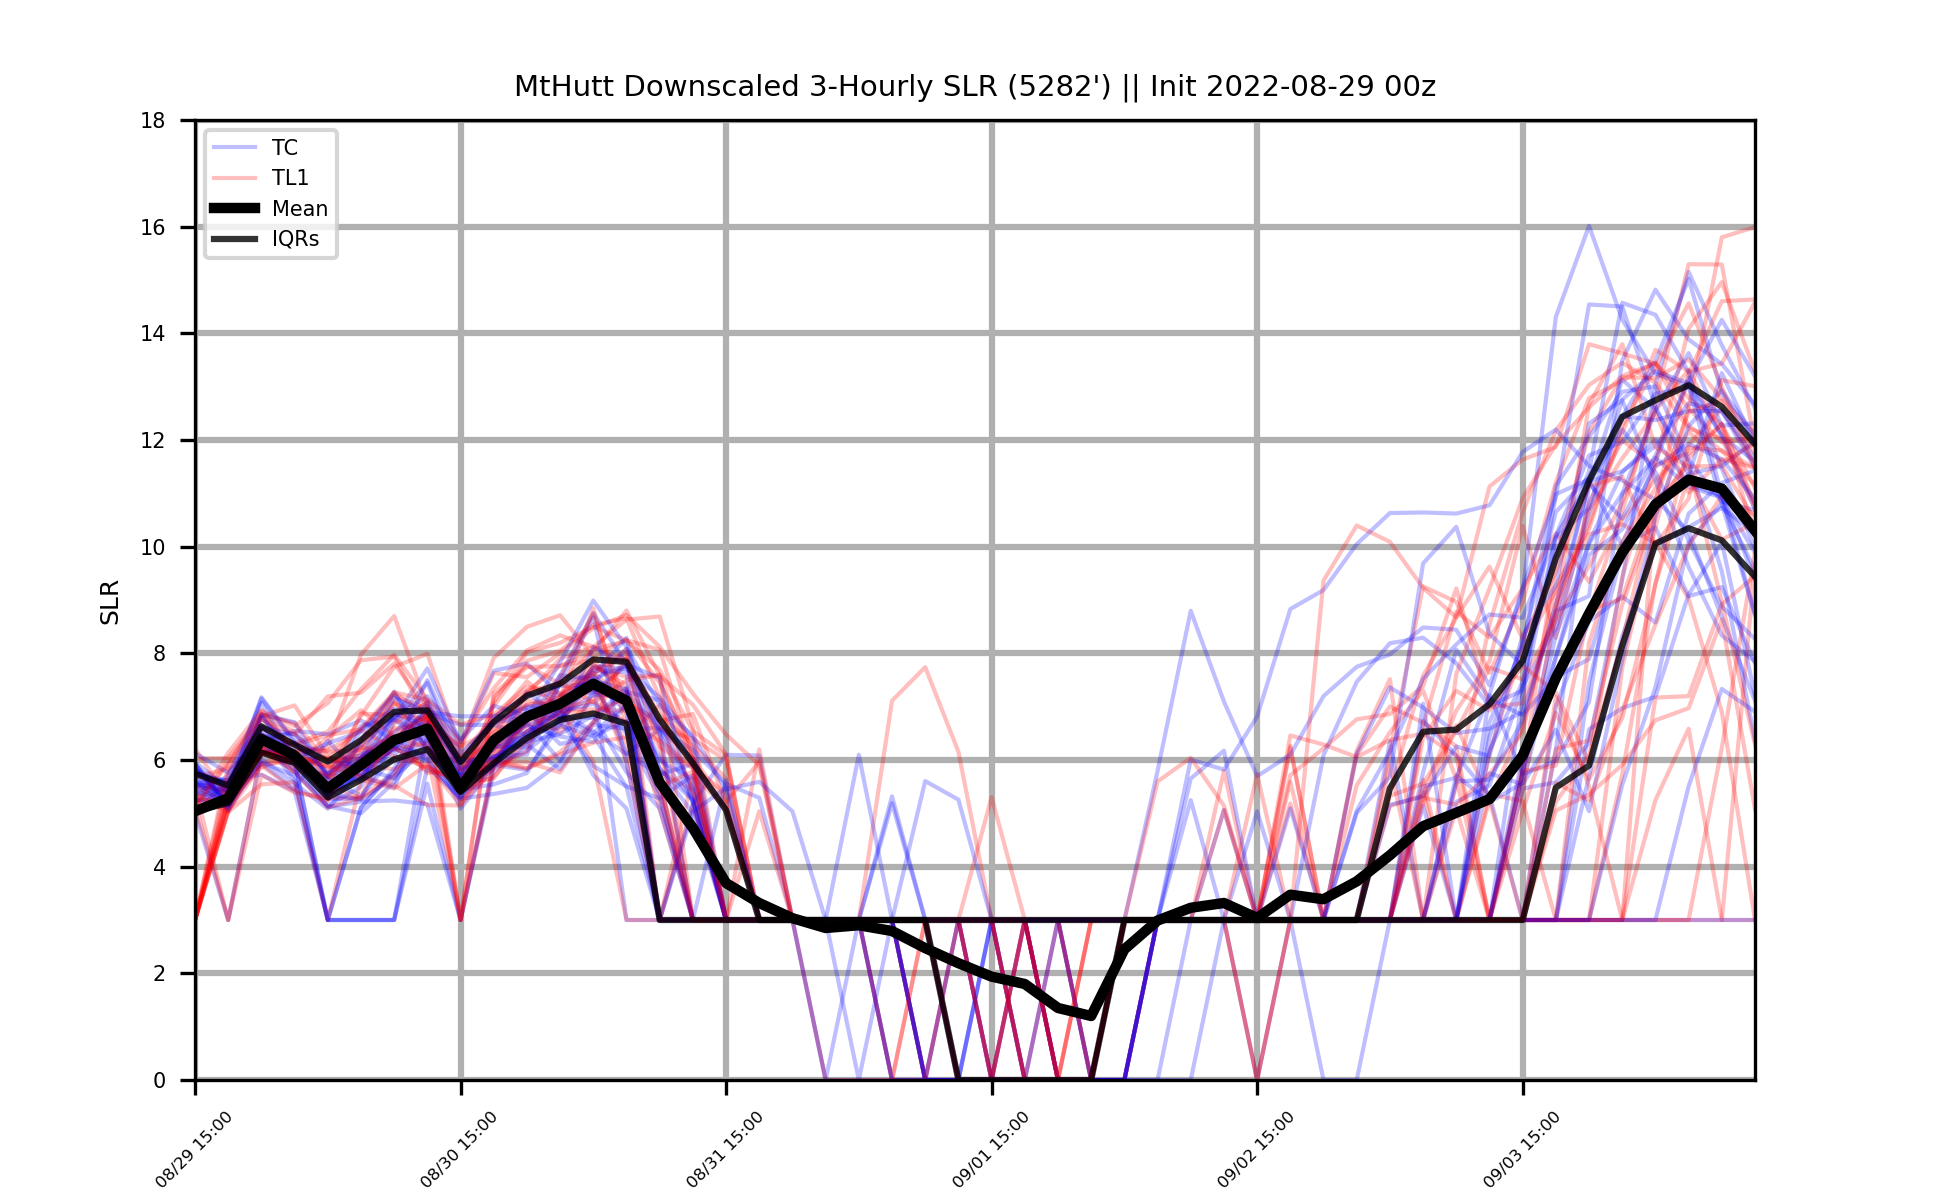 MtHutt Downscaled 3-Hourly SLR (5282') || Init 2022-08-29 00z
TC
TL1
Mean
IQRs
18
16
14
12
10
8
6
4
2
0
SLR
08/29 15:00
08/30 15:00
08/31 15:00
09/01 15:00
09/02 15:00
09/03 15:00